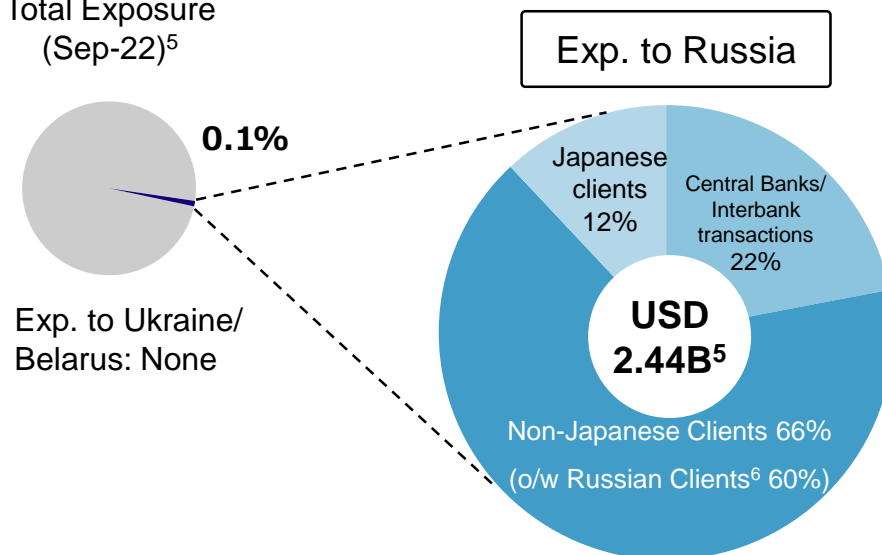 Total Exposure
(Sep-22)⁵
0.1%
Exp. to Ukraine/
Belarus: None
Exp. to Russia
Japanese
clients
12%
Central Banks/
Interbank
transactions
22%
USD
2.44B⁵
Non-Japanese Clients 66%
(o/w Russian Clients⁶ 60%)